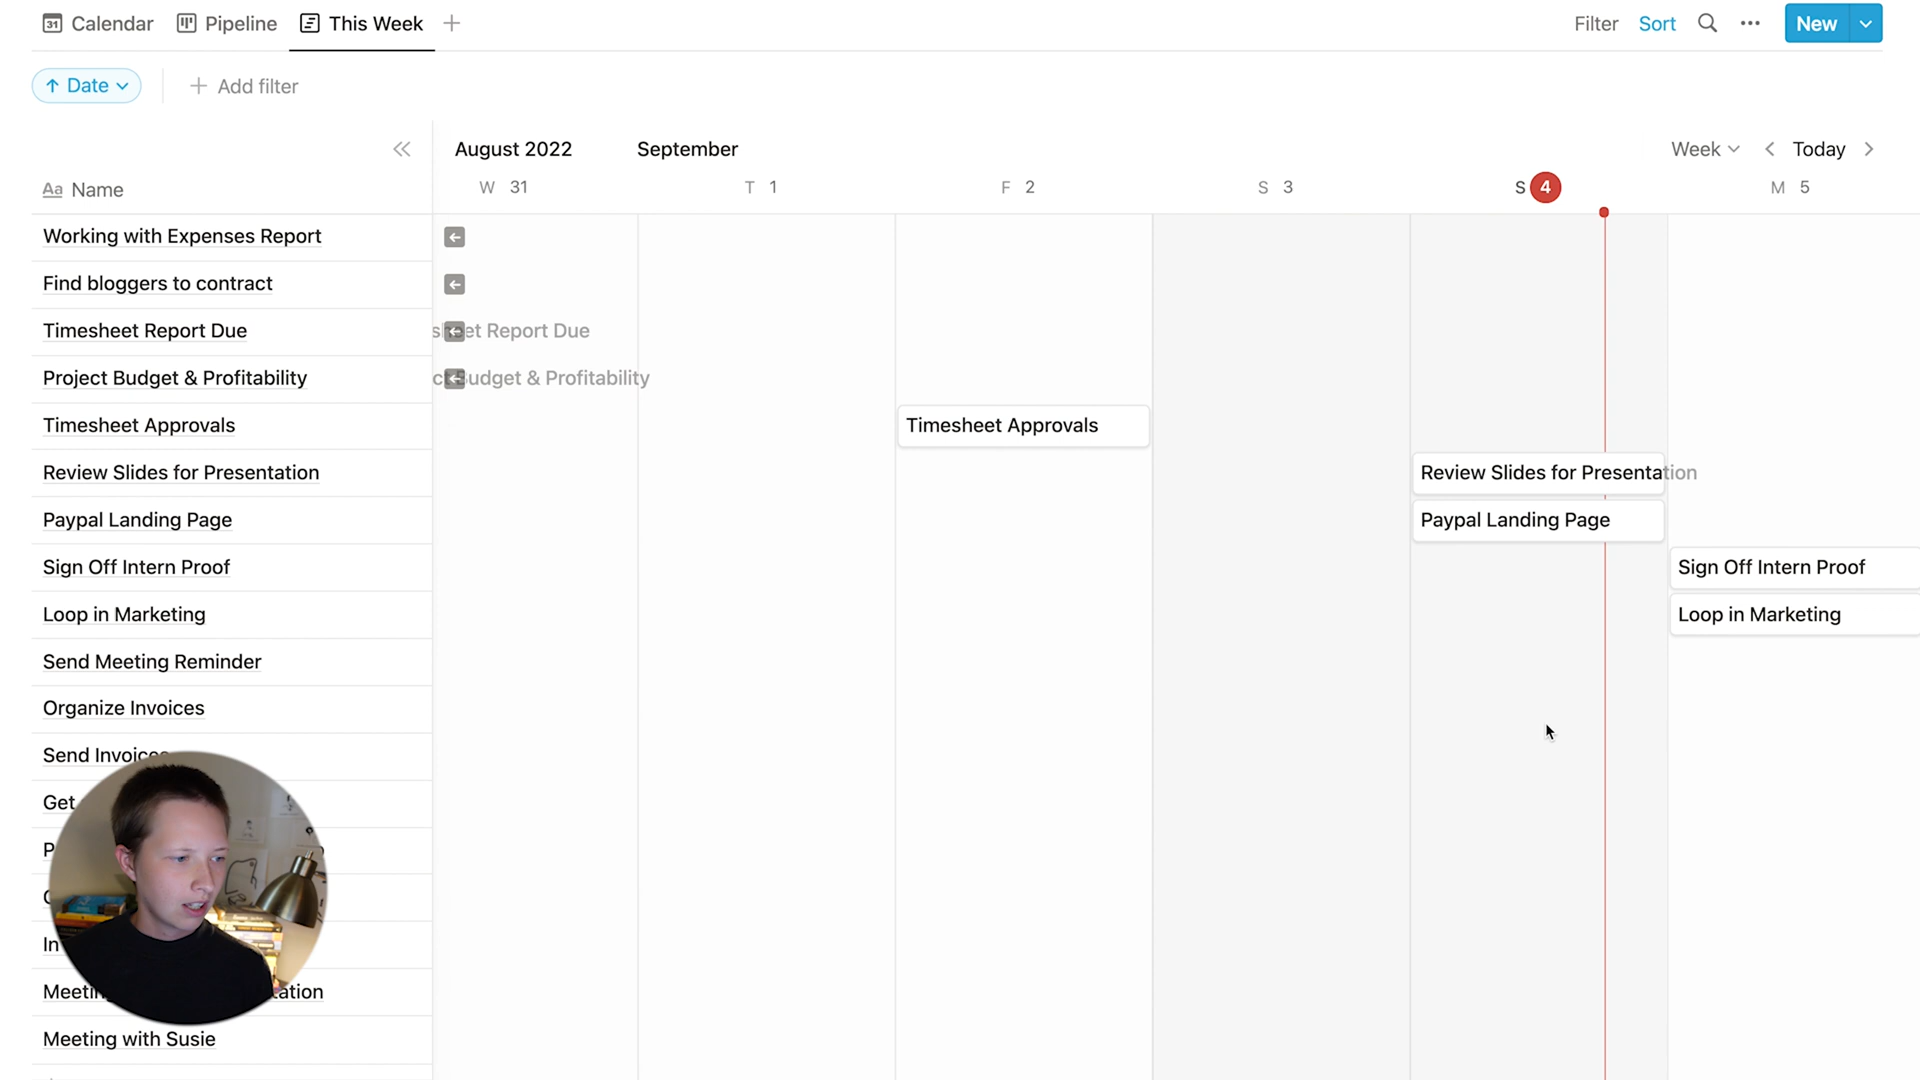 Calendar Pipeline This Week
Filter Sort New
Date Add filter
August 2022 September Week Today
W 31 T 1 F 2 S 3 S 4 M 5
Aa Name
Working with Expenses Report
Find bloggers to contract
Timesheet Report Due
eet Report Due
Project Budget & Profitability
udget & Profitability
Timesheet Approvals
Timesheet Approvals
Review Slides for Presentation
Review Slides for Presentation
Paypal Landing Page
Paypal Landing Page
Sign Off Intern Proof
Sign Off Intern Proof
Loop in Marketing
Loop in Marketing
Send Meeting Reminder
Organize Invoices
Send Invoices
Get
Meeting with Susie